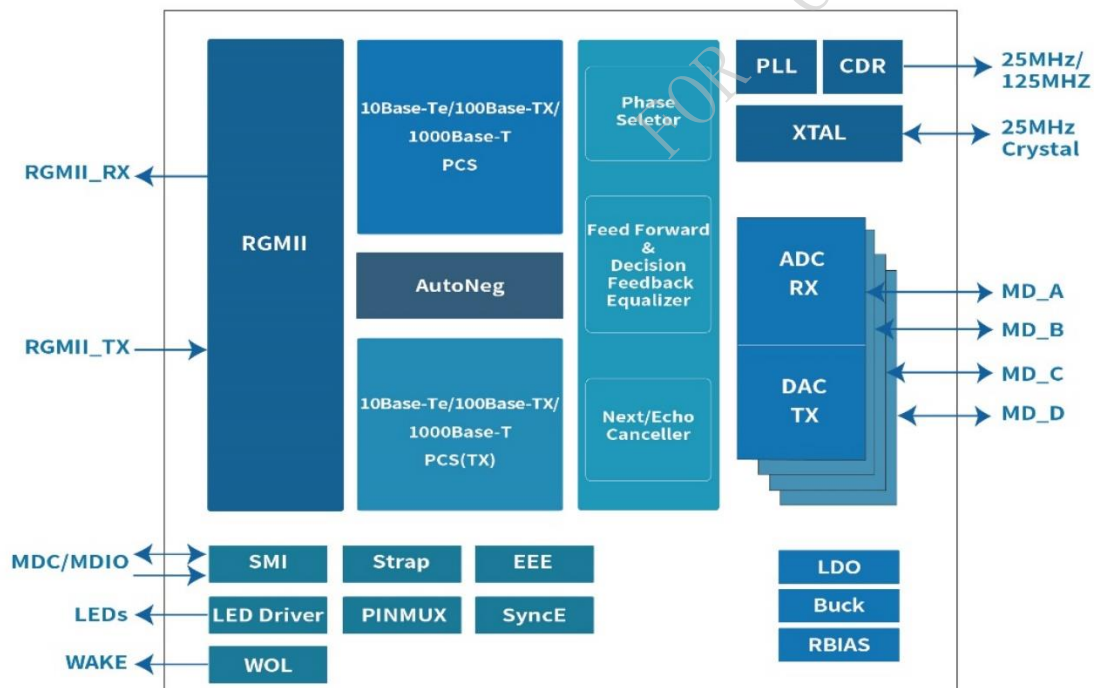 FOR
RGMII_RX
RGMII_TX
RGMII
10Base-Te/100Base-TX/
1000Base-T
PCS
AutoNeg
10Base-Te/100Base-TX/
1000Base-T
PCS(TX)
Phase
Seletor
Feed Forward
&
Decision
Feedback
Equalizer
Next/Echo
Canceller
PLL
CDR
25MHz/
125MHZ
XTAL
25MHz
Crystal
ADC
RX
DAC
TX
MD_A
MD_B
MD_C
MD_D
MDC/MDIO
SMI
Strap
EEE
LEDs
LED Driver
PINMUX
SyncE
WAKE
WOL
LDO
Buck
RBIAS